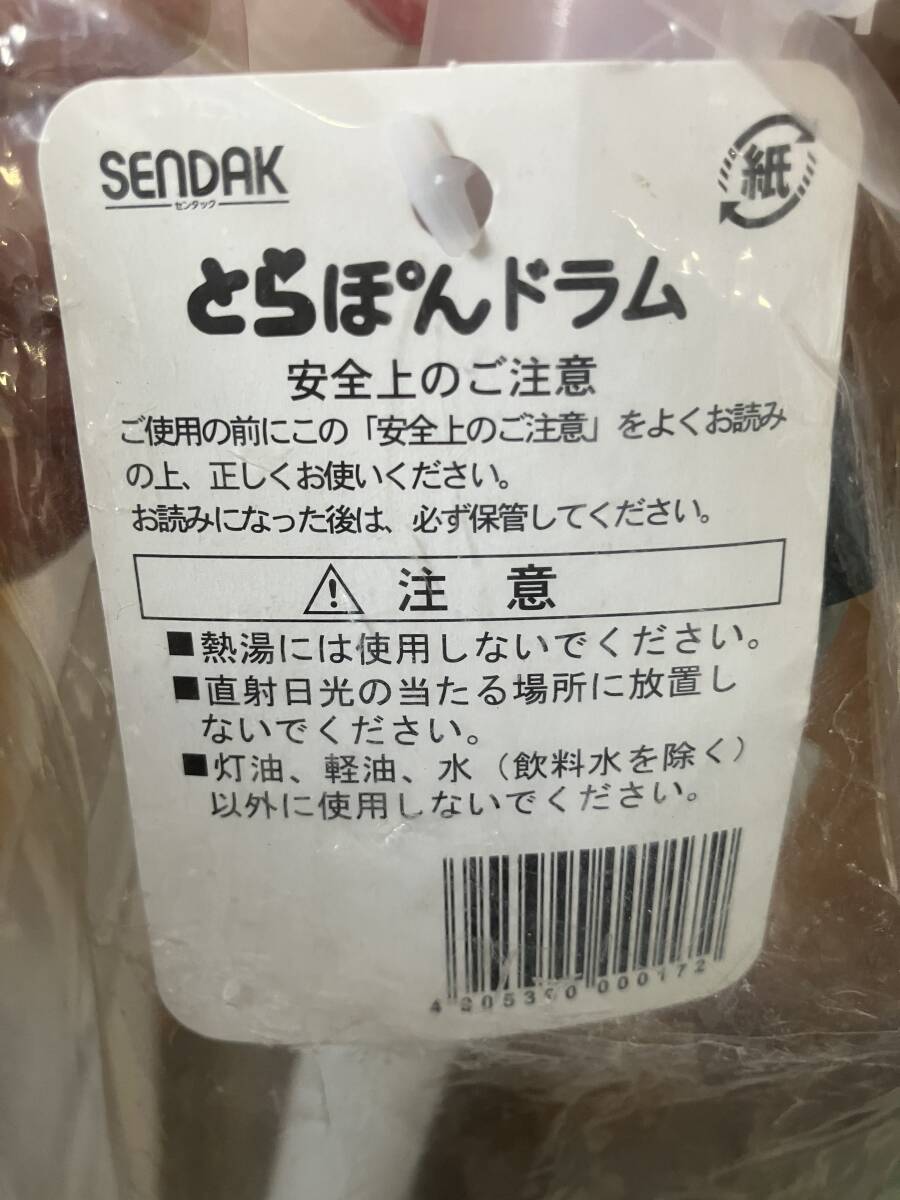 SENDAK
センタック
紙
とらぽんドラム
安全上のご注意
ご使用の前にこの「安全上のご注意」をよくお読み
の上、正しくお使いください。
お読みになった後は、必ず保管してください。
注 意
■熱湯には使用しないでください。
■直射日光の当たる場所に放置し
ないでください。
■灯油、軽油、水（飲料水を除く）
以外に使用しないでください。
000172